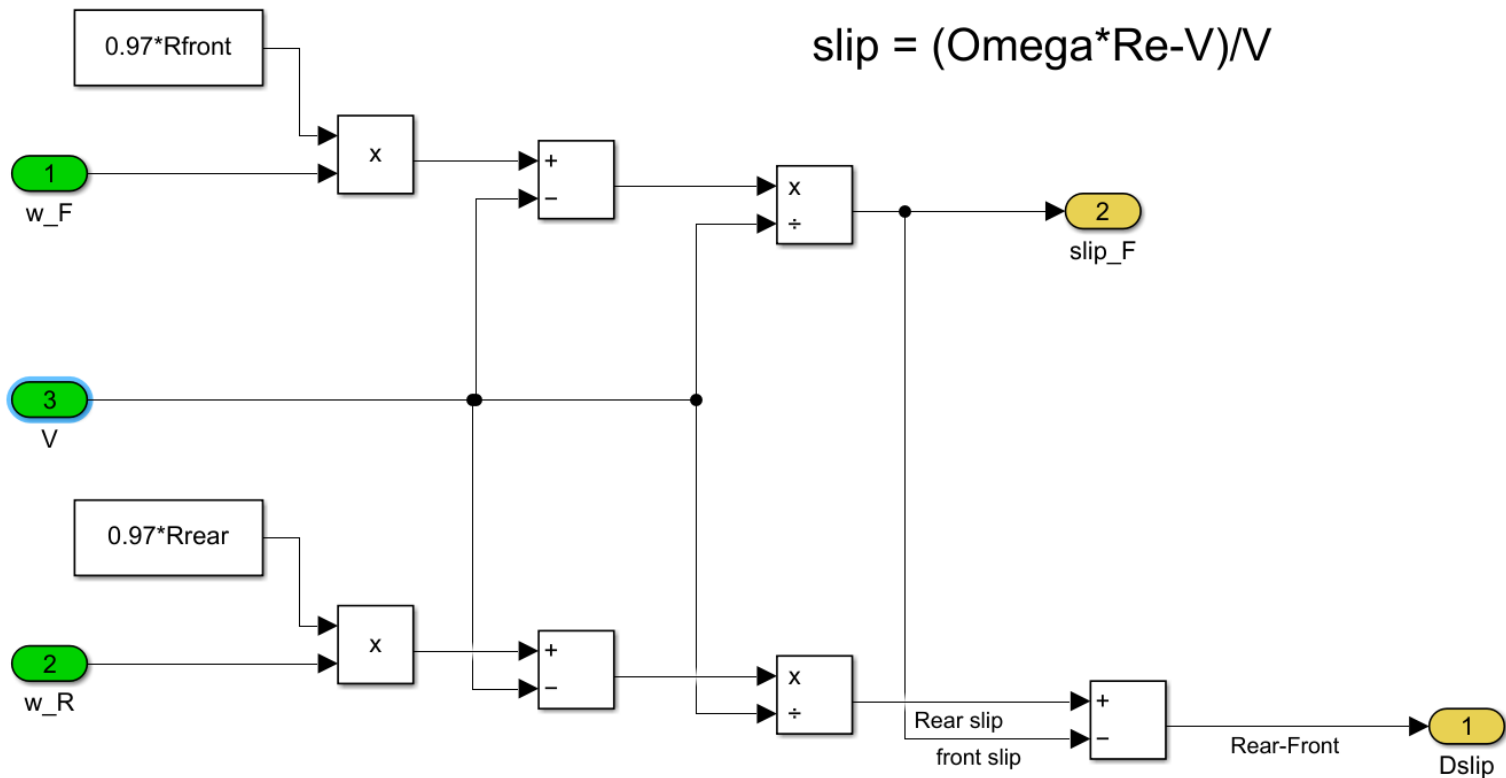 0.97*Rfront
slip = (Omega*Re-V)/V
x
1
w_F
+
−
x
÷
2
slip_F
3
V
0.97*Rrear
x
2
w_R
+
−
x
÷
Rear slip
front slip
+
−
Rear-Front
1
Dslip